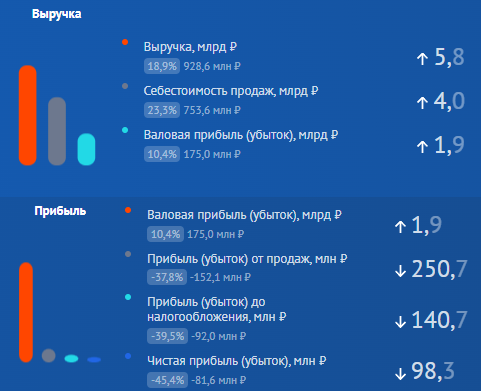 Выручка
Выручка, млрд ₽
↑ 5,8
18,9% 928,6 млн ₽
Себестоимость продаж, млрд ₽
↑ 4,0
23,3% 753,6 млн ₽
Валовая прибыль (убыток), млрд ₽
↑ 1,9
10,4% 175,0 млн ₽
Прибыль
Валовая прибыль (убыток), млрд ₽
↑ 1,9
10,4% 175,0 млн ₽
Прибыль (убыток) от продаж, млн ₽
↓ 250,7
-37,8% -152,1 млн ₽
Прибыль (убыток) до
налогообложения, млн ₽
↓ 140,7
-39,5% -92,0 млн ₽
Чистая прибыль (убыток), млн ₽
↓ 98,3
-45,4% -81,6 млн ₽